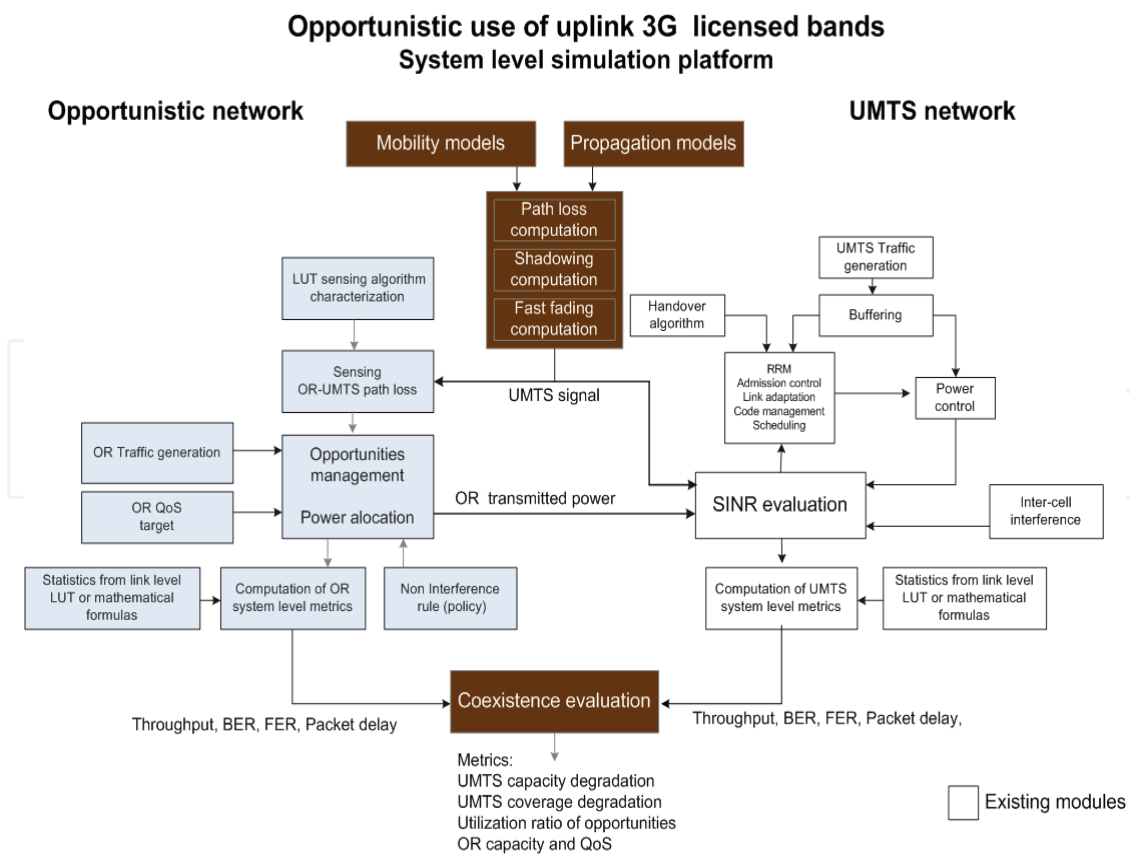 Opportunistic use of uplink 3G licensed bands
System level simulation platform
Opportunistic network
UMTS network
Mobility models
Propagation models
Path loss
computation
Shadowing
computation
Fast fading
computation
UMTS Traffic
generation
LUT sensing algorithm
characterization
Handover
algorithm
Buffering
Sensing
OR-UMTS path loss
UMTS signal
RRM
Admission control
Link adaptation
Code management
Scheduling
Power
control
OR Traffic generation
Opportunities
management
Power alocation
OR QoS
target
OR transmitted power
SINR evaluation
Inter-cell
interference
Statistics from link level
LUT or mathematical
formulas
Computation of OR
system level metrics
Non Interference
rule (policy)
Computation of UMTS
system level metrics
Statistics from link level
LUT or mathematical
formulas
Coexistence evaluation
Throughput, BER, FER, Packet delay
Throughput, BER, FER, Packet delay,
Metrics:
UMTS capacity degradation
UMTS coverage degradation
Utilization ratio of opportunities
OR capacity and QoS
Existing modules